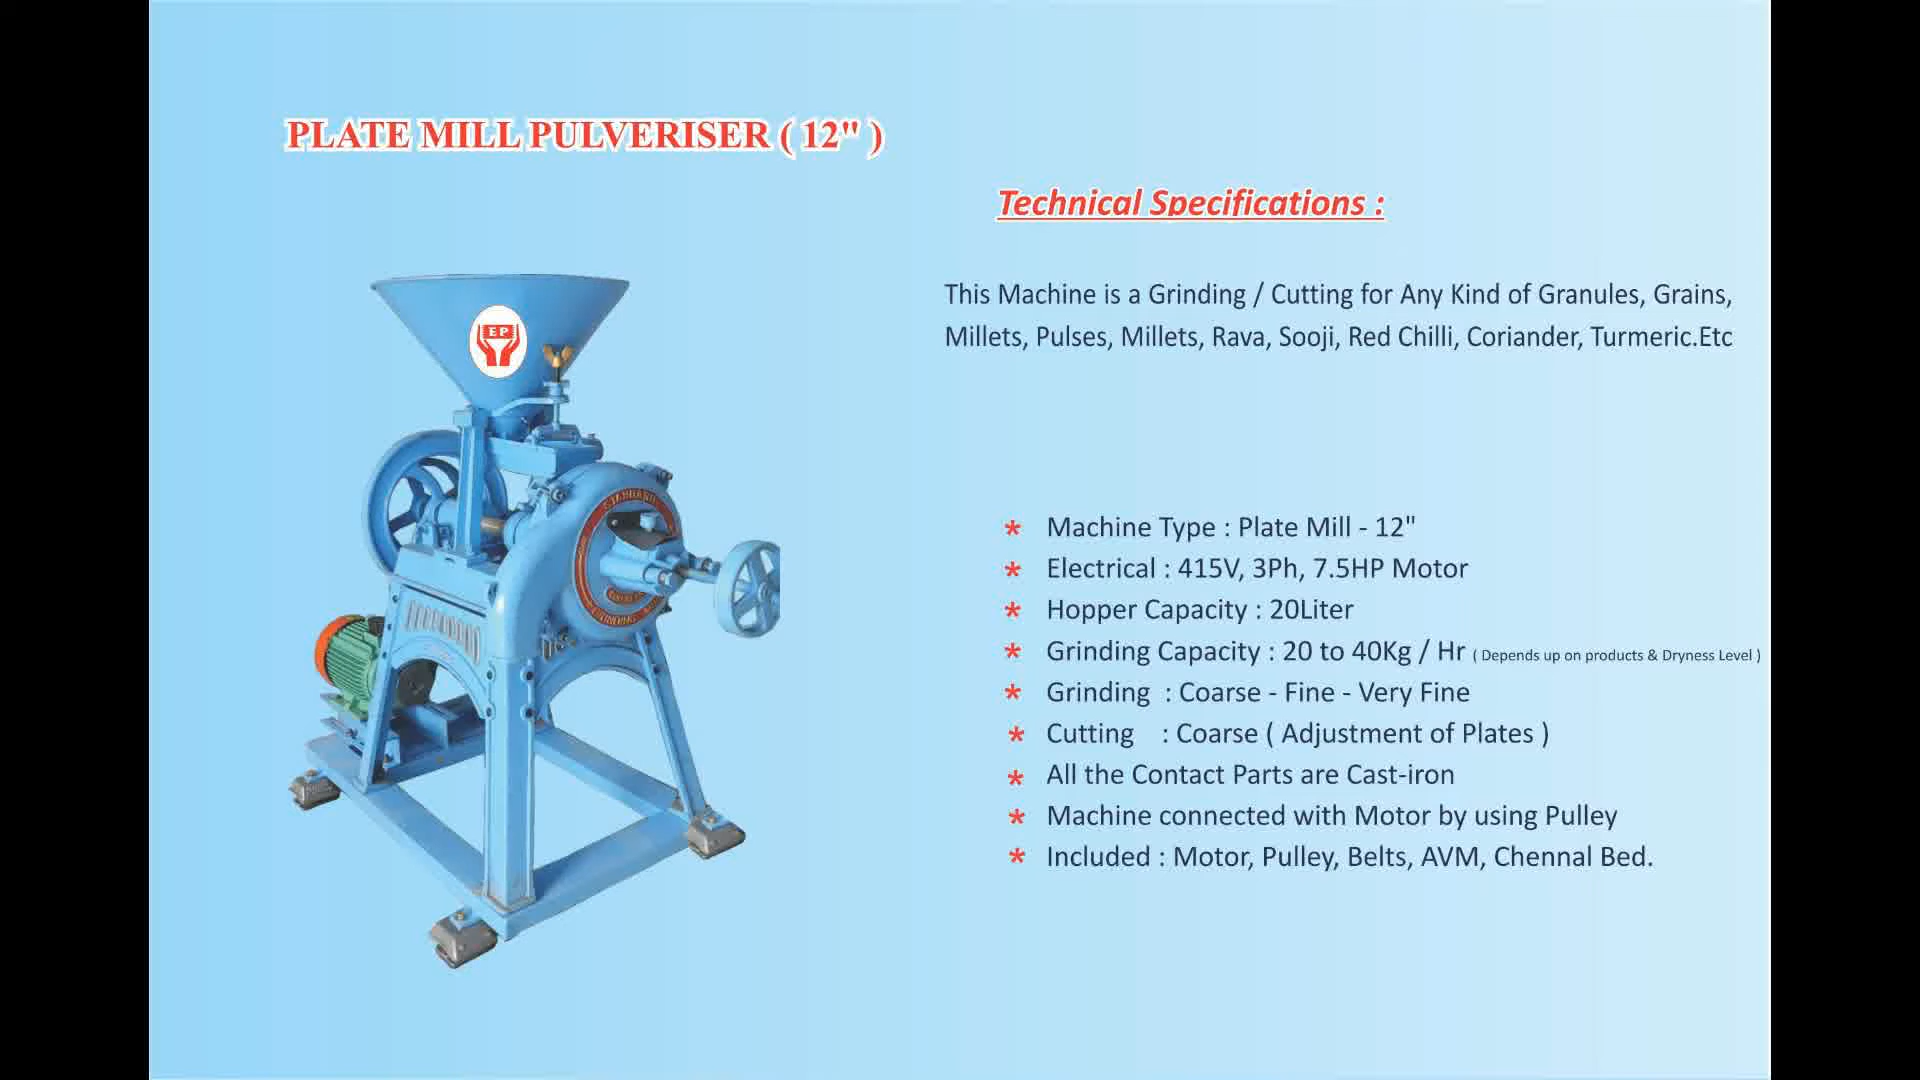 PLATE MILL PULVERISER ( 12" )
Technical Specifications :
This Machine is a Grinding / Cutting for Any Kind of Granules, Grains,
Millets, Pulses, Millets, Rava, Sooji, Red Chilli, Coriander, Turmeric.Etc
EP
STANDARD
GRINDING
* Machine Type : Plate Mill - 12"
* Electrical : 415V, 3Ph, 7.5HP Motor
* Hopper Capacity : 20Liter
* Grinding Capacity : 20 to 40Kg / Hr ( Depends up on products & Dryness Level )
* Grinding : Coarse - Fine - Very Fine
* Cutting : Coarse ( Adjustment of Plates )
* All the Contact Parts are Cast-iron
* Machine connected with Motor by using Pulley
* Included : Motor, Pulley, Belts, AVM, Chennal Bed.